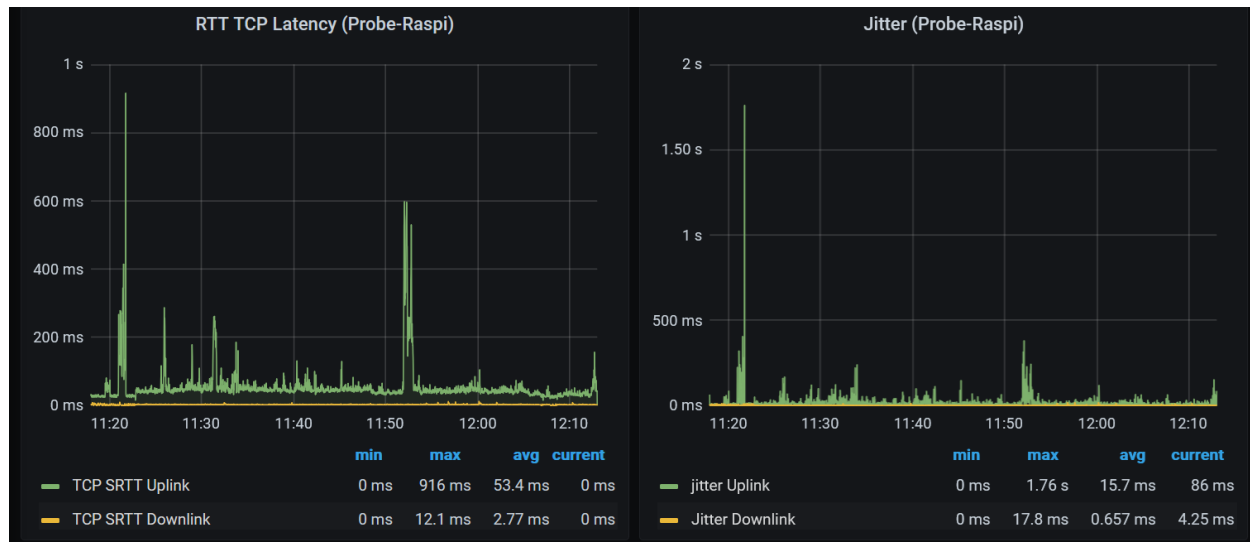 RTT TCP Latency (Probe-Raspi)
1 s
800 ms
600 ms
400 ms
200 ms
0 ms
11:20 11:30 11:40 11:50 12:00 12:10
min max avg current
TCP SRTT Uplink 0 ms 916 ms 53.4 ms 0 ms
TCP SRTT Downlink 0 ms 12.1 ms 2.77 ms 0 ms
Jitter (Probe-Raspi)
2 s
1.50 s
1 s
500 ms
0 ms
11:20 11:30 11:40 11:50 12:00 12:10
min max avg current
jitter Uplink 0 ms 1.76 s 15.7 ms 86 ms
Jitter Downlink 0 ms 17.8 ms 0.657 ms 4.25 ms